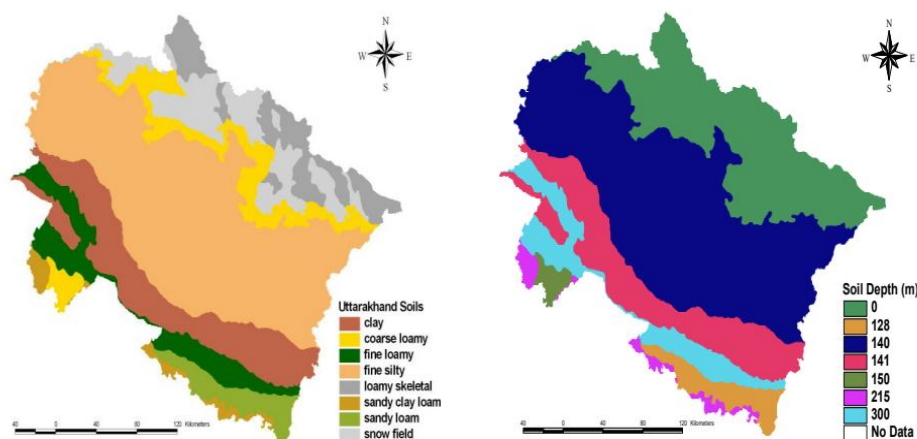 N
W E
S
Uttarakhand Soils
clay
coarse loamy
fine loamy
fine silty
loamy skeletal
sandy clay loam
sandy loam
snow field
40 20 0 40 80 120 Kilometers
N
W E
S
Soil Depth (m)
0
128
140
141
150
215
300
No Data
40 20 0 40 80 120 Kilometers